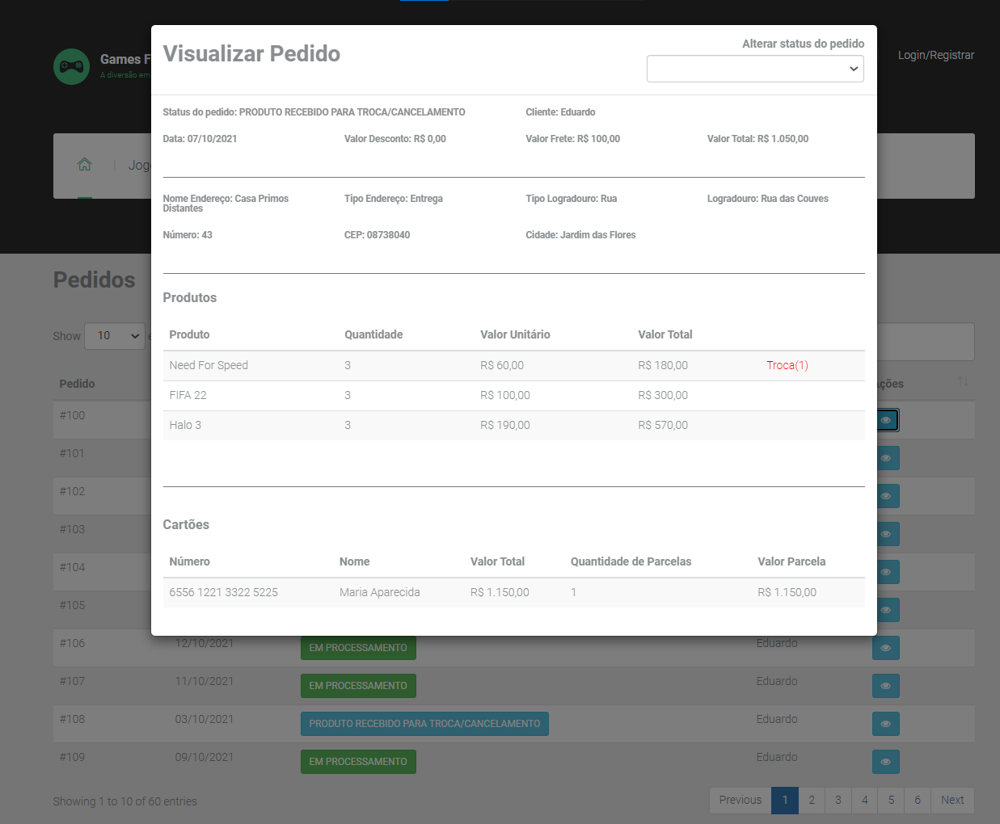 Visualizar Pedido
Alterar status do pedido
Games F
A diversão em
Login/Registrar
Status do pedido: PRODUTO RECEBIDO PARA TROCA/CANCELAMENTO
Cliente: Eduardo
Data: 07/10/2021
Valor Desconto: R$ 0,00
Valor Frete: R$ 100,00
Valor Total: R$ 1.050,00
| Jog
Nome Endereço: Casa Primos
Distantes
Tipo Endereço: Entrega
Tipo Logradouro: Rua
Logradouro: Rua das Couves
Número: 43
CEP: 08738040
Cidade: Jardim das Flores
Pedidos
Produtos
Show 10 e
Produto Quantidade Valor Unitário Valor Total
Need For Speed 3 R$ 60,00 R$ 180,00 Troca(1)
FIFA 22 3 R$ 100,00 R$ 300,00
Halo 3 3 R$ 190,00 R$ 570,00
Pedido
ções
#100
#101
#102
#103
#104
#105
Cartões
Número Nome Valor Total Quantidade de Parcelas Valor Parcela
6556 1221 3322 5225 Maria Aparecida R$ 1.150,00 1 R$ 1.150,00
#106 12/10/2021 EM PROCESSAMENTO Eduardo
#107 11/10/2021 EM PROCESSAMENTO Eduardo
#108 03/10/2021 PRODUTO RECEBIDO PARA TROCA/CANCELAMENTO Eduardo
#109 09/10/2021 EM PROCESSAMENTO Eduardo
Showing 1 to 10 of 60 entries
Previous 1 2 3 4 5 6 Next